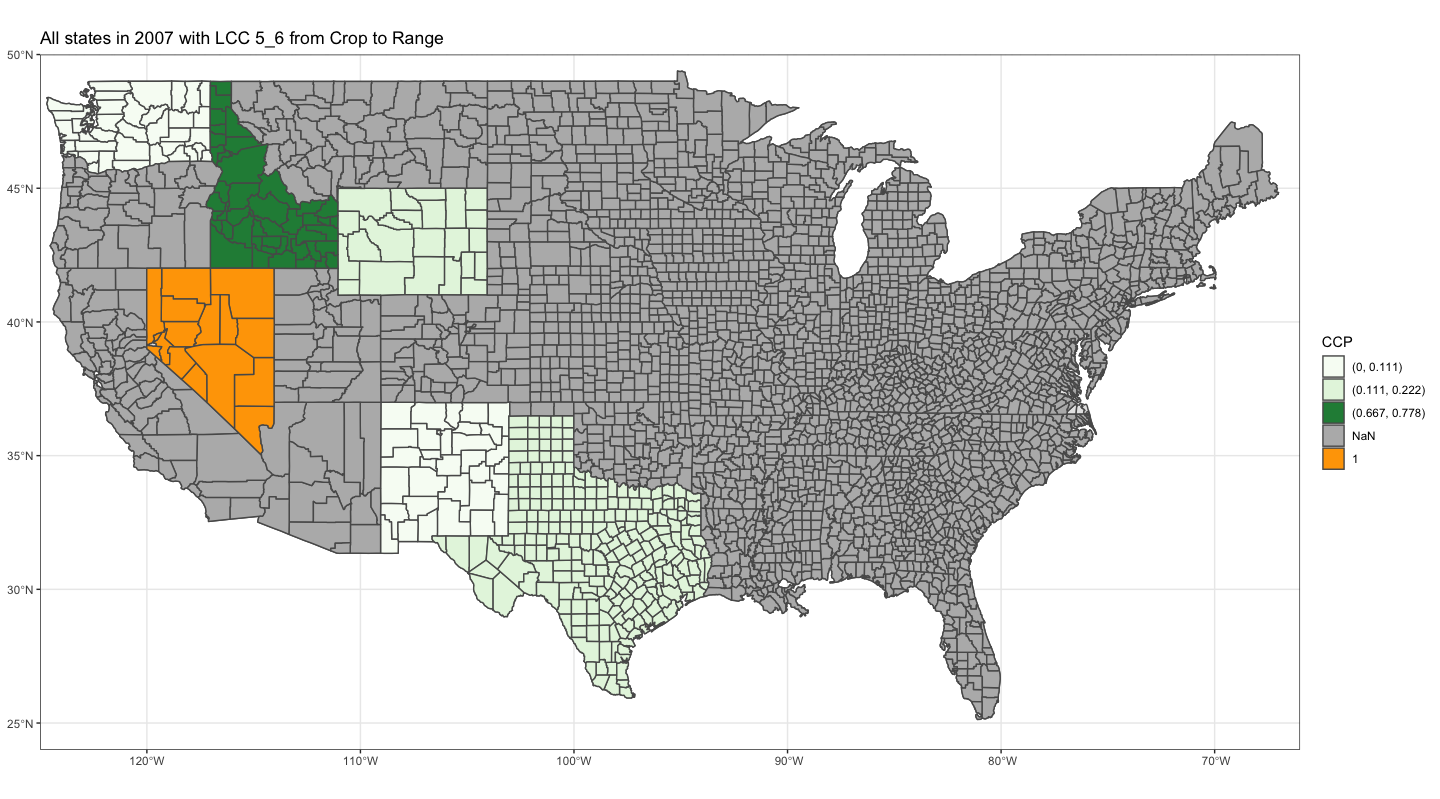 All states in 2007 with LCC 5_6 from Crop to Range
50°N
45°N
40°N
35°N
30°N
25°N
120°W
110°W
100°W
90°W
80°W
70°W
CCP
(0, 0.111)
(0.111, 0.222)
(0.667, 0.778)
NaN
1